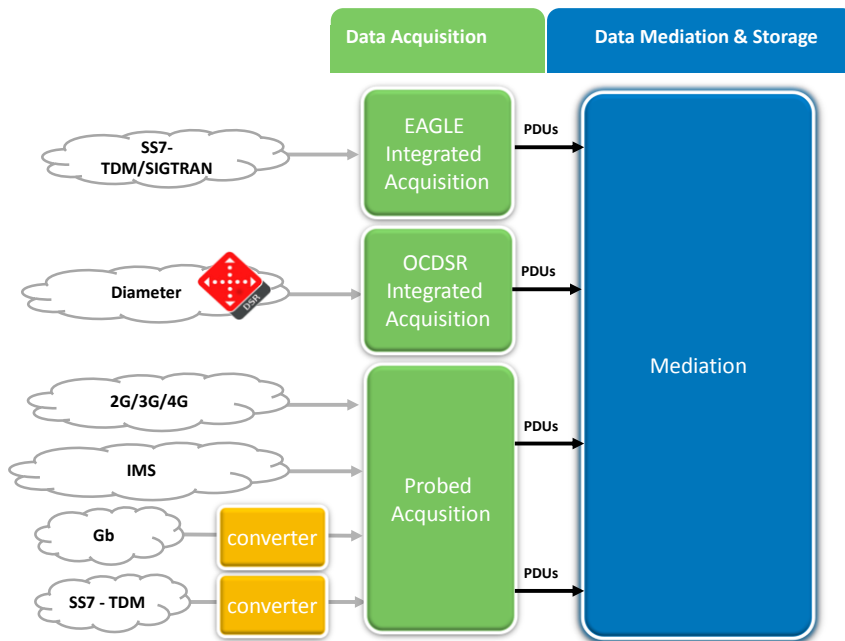 Data Acquisition
Data Mediation & Storage
SS7-
TDM/SIGTRAN
EAGLE
Integrated
Acquisition
PDUs
Diameter
DSR
OCDSR
Integrated
Acquisition
PDUs
Mediation
2G/3G/4G
IMS
Probed
Acqusition
PDUs
Gb
converter
SS7 - TDM
converter
PDUs